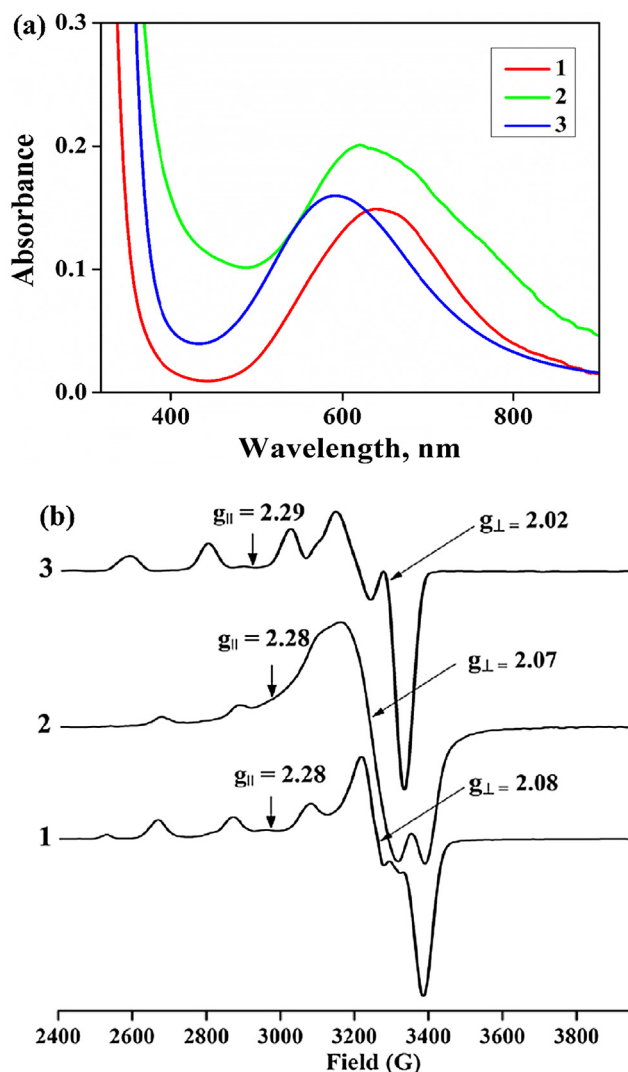 (a)
0.3
0.2
0.1
0.0
Absorbance
1
2
3
400
600
800
Wavelength, nm
(b)
g|| = 2.29
g⊥ = 2.02
3
g|| = 2.28
g⊥ = 2.07
2
g|| = 2.28
g⊥ = 2.08
1
2400 2600 2800 3000 3200 3400 3600 3800
Field (G)